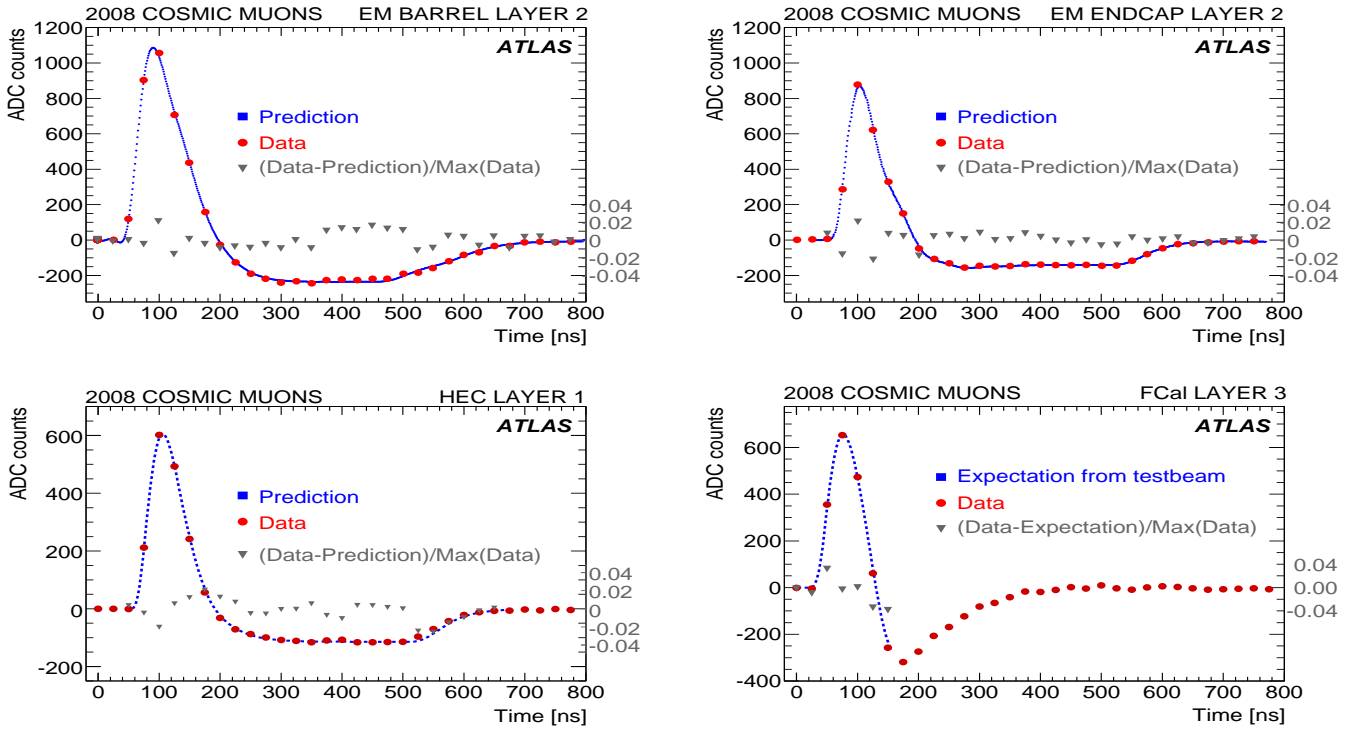 2008 COSMIC MUONS EM BARREL LAYER 2
ADC counts
1200
1000
800
600
400
200
0
-200
ATLAS
Prediction
Data
(Data-Prediction)/Max(Data)
0.04
0.02
0
-0.02
-0.04
0 100 200 300 400 500 600 700 800
Time [ns]
2008 COSMIC MUONS EM ENDCAP LAYER 2
ADC counts
1200
1000
800
600
400
200
0
-200
ATLAS
Prediction
Data
(Data-Prediction)/Max(Data)
0.04
0.02
0
-0.02
-0.04
0 100 200 300 400 500 600 700 800
Time [ns]
2008 COSMIC MUONS HEC LAYER 1
ADC counts
600
400
200
0
-200
ATLAS
Prediction
Data
(Data-Prediction)/Max(Data)
0.04
0.02
0
-0.02
-0.04
0 100 200 300 400 500 600 700 800
Time [ns]
2008 COSMIC MUONS FCal LAYER 3
ADC counts
600
400
200
0
-200
-400
ATLAS
Expectation from testbeam
Data
(Data-Expectation)/Max(Data)
0.04
0.00
-0.04
0 100 200 300 400 500 600 700 800
Time [ns]